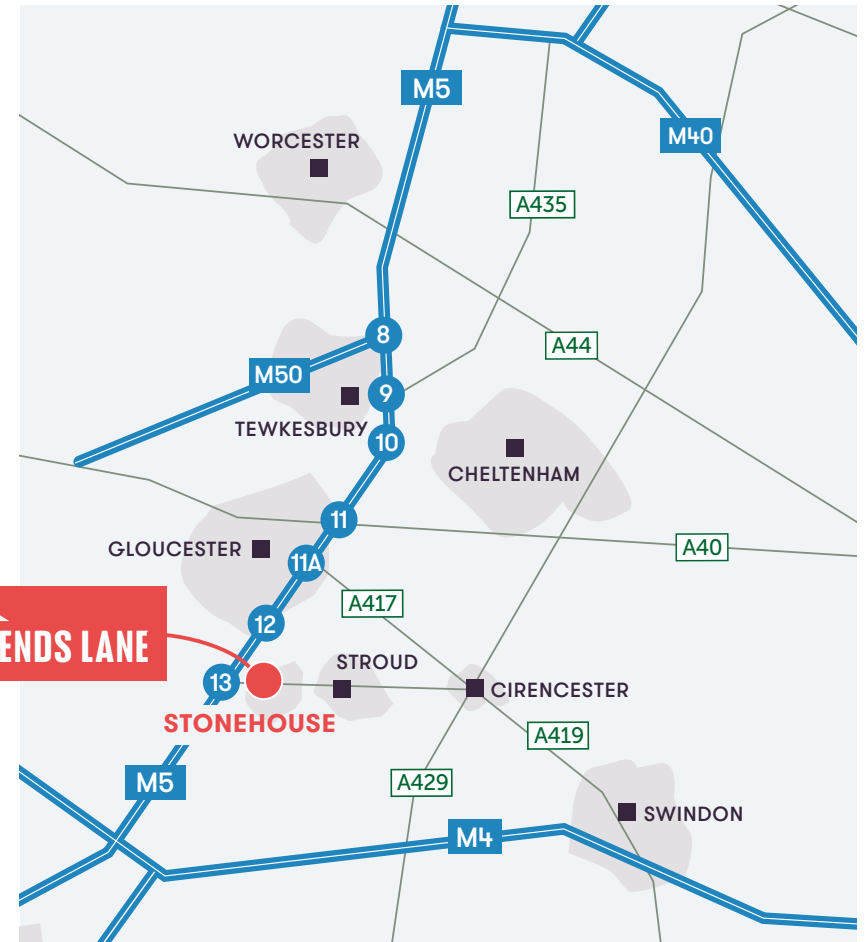 M5
WORCESTER
M40
A435
8
A44
M50
9
TEWKESBURY
10
CHELTENHAM
11
GLOUCESTER
A40
11A
A417
12
ENDS LANE
STROUD
13
CIRENCESTER
STONEHOUSE
A419
M5
A429
SWINDON
M4